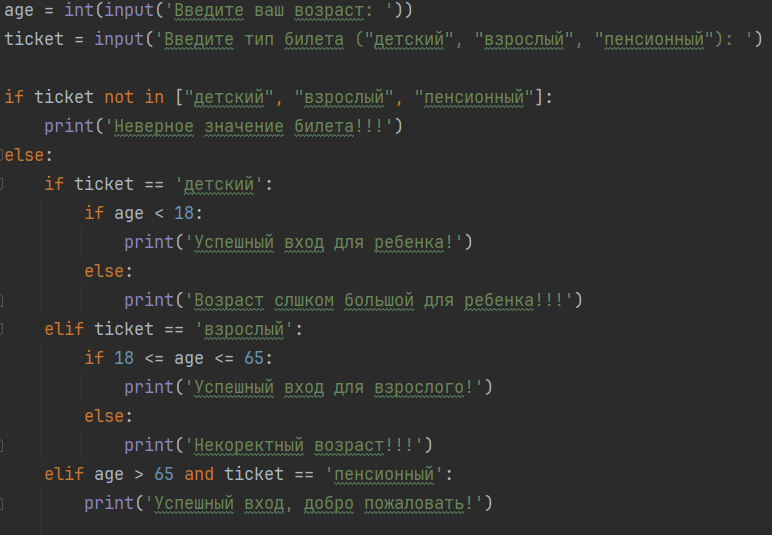 age = int(input('Введите ваш возраст: '))
ticket = input('Введите тип билета ("детский", "взрослый", "пенсионный"): ')
if ticket not in ["детский", "взрослый", "пенсионный"]:
    print('Неверное значение билета!!!')
else:
    if ticket == 'детский':
        if age < 18:
            print('Успешный вход для ребенка!')
        else:
            print('Возраст слшком большой для ребенка!!!')
    elif ticket == 'взрослый':
        if 18 <= age <= 65:
            print('Успешный вход для взрослого!')
        else:
            print('Некоректный возраст!!!')
    elif age > 65 and ticket == 'пенсионный':
        print('Успешный вход, добро пожаловать!')